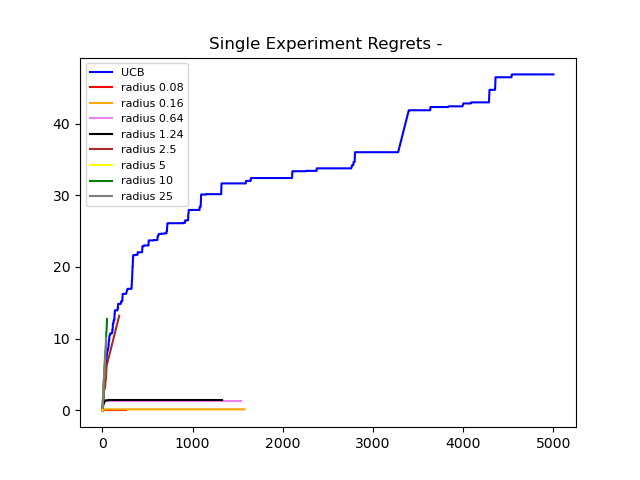 Single Experiment Regrets -
UCB
radius 0.08
radius 0.16
radius 0.64
radius 1.24
radius 2.5
radius 5
radius 10
radius 25
40
30
20
10
0
0 1000 2000 3000 4000 5000